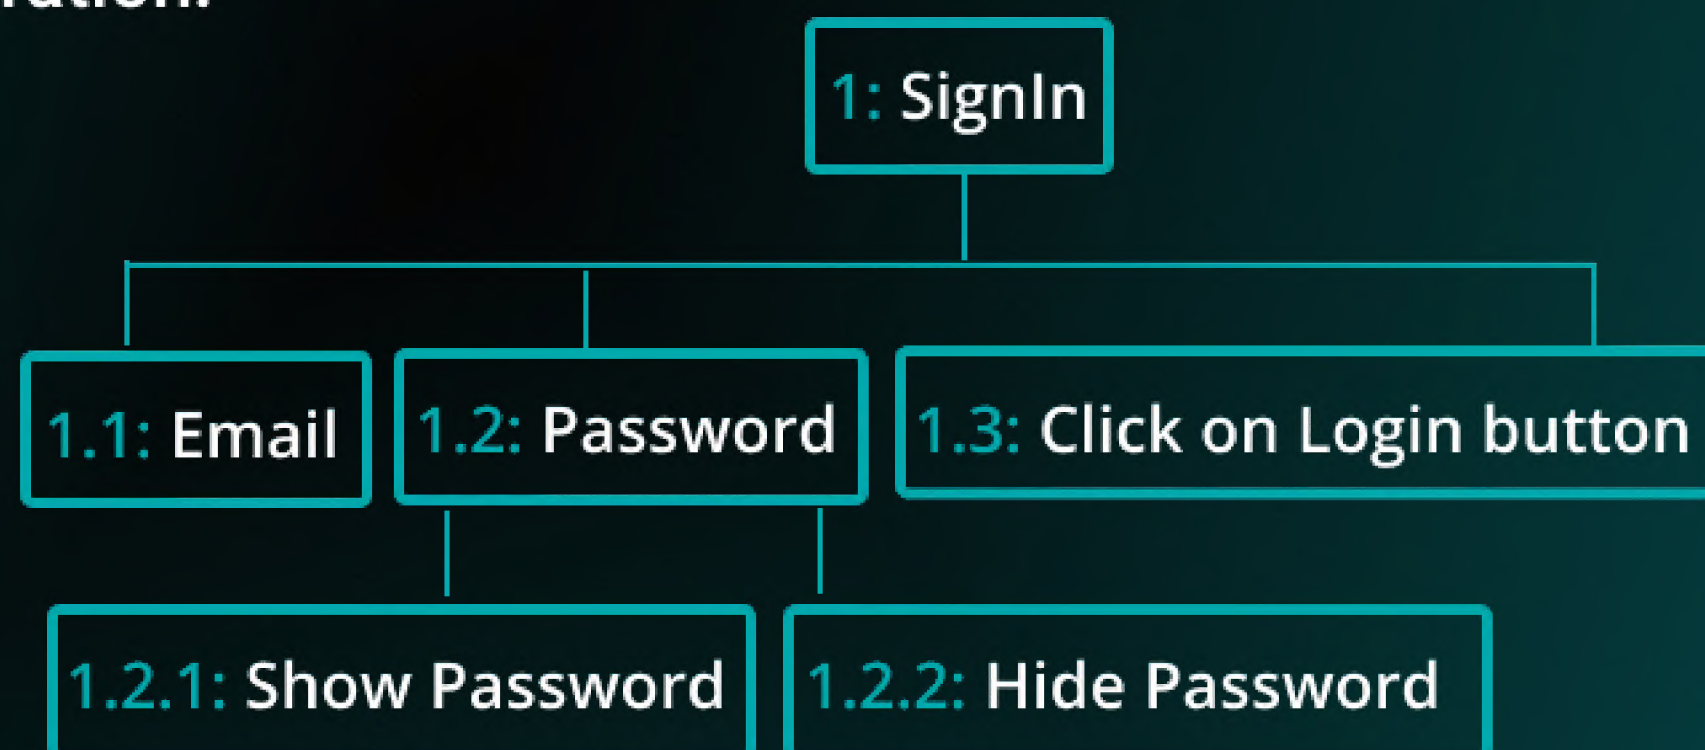 1: SignIn
1.1: Email
1.2: Password
1.3: Click on Login button
1.2.1: Show Password
1.2.2: Hide Password